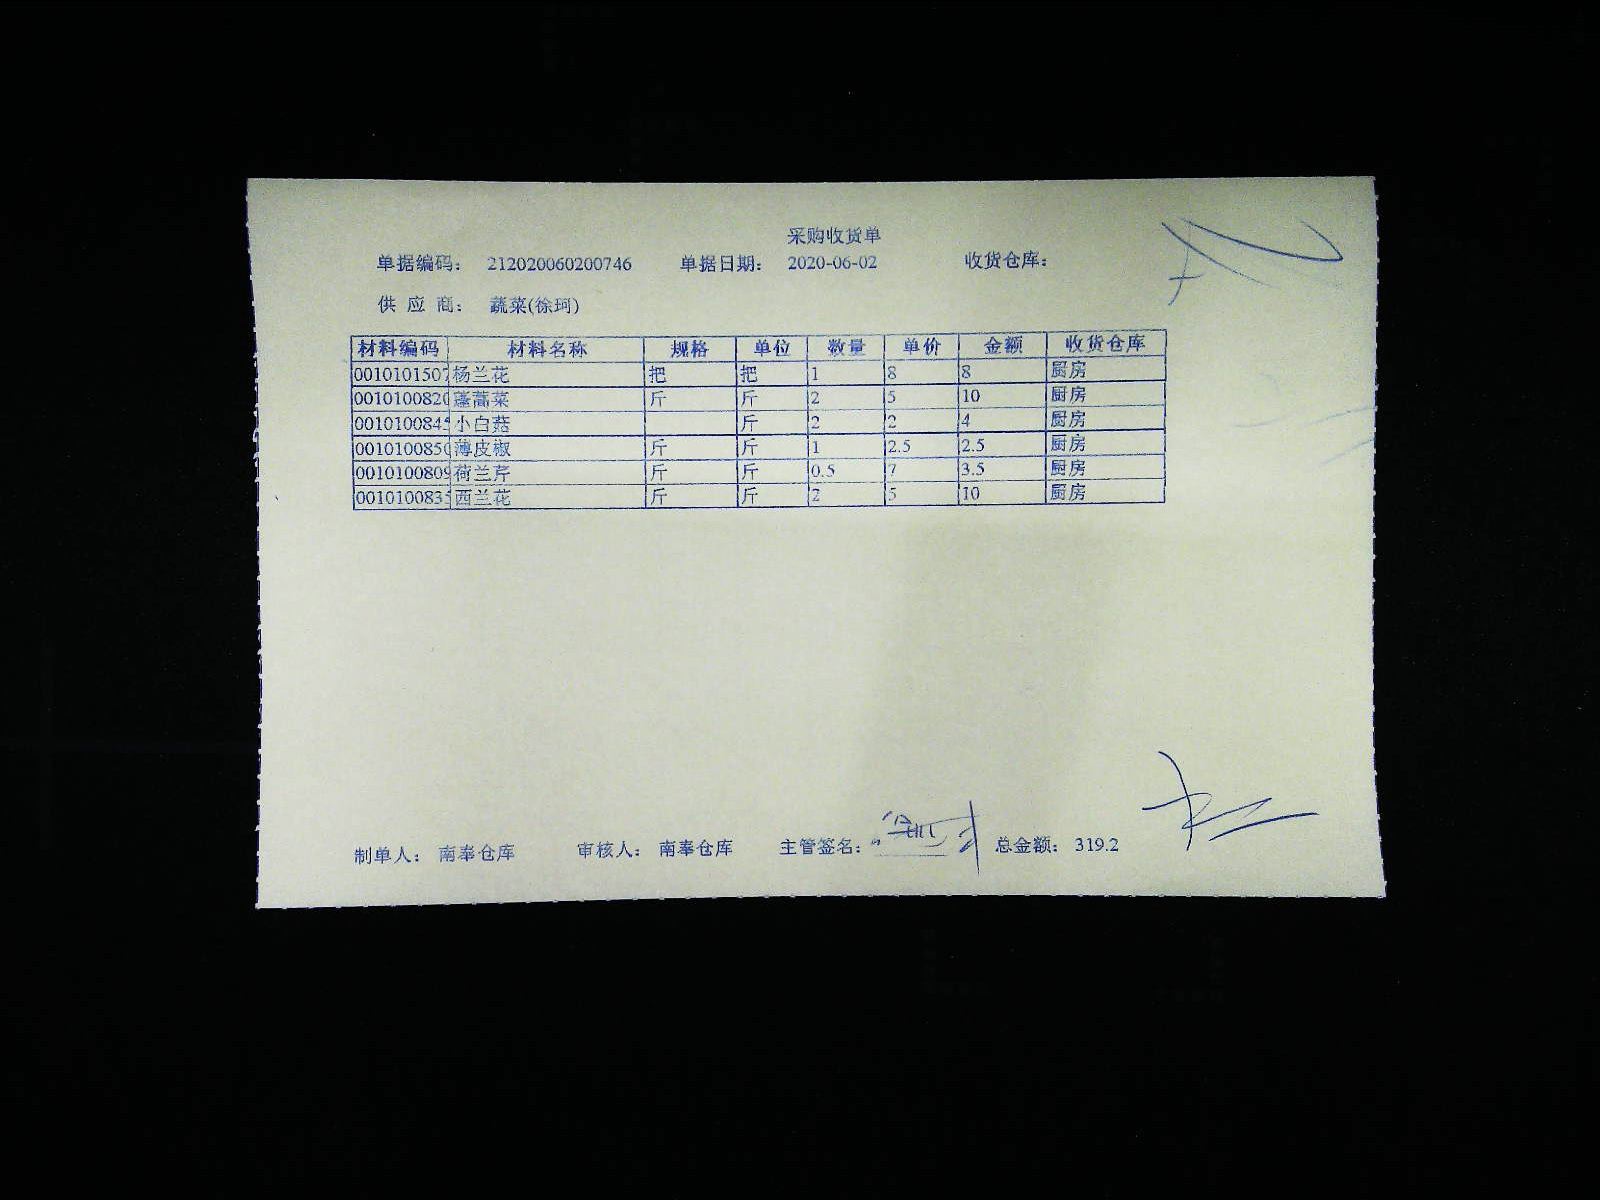 采购收货单
单据编码： 212020060200746 单据日期： 2020-06-02 收货仓库：
供 应 商： 蔬菜(徐珂)
材料编码 材料名称 规格 单位 数量 单价 金额 收货仓库
0010101507 杨兰花 把 把 1 8 8 厨房
001010082 蓬蒿菜 斤 斤 2 5 10 厨房
001010084 小白菇 斤 2 2 4 厨房
001010085 薄皮椒 斤 斤 1 2.5 2.5 厨房
001010080 荷兰芹 斤 斤 0.5 7 3.5 厨房
001010083 西兰花 斤 斤 2 5 10 厨房
制单人： 南奉仓库 审核人： 南奉仓库 主管签名： 总金额： 319.2